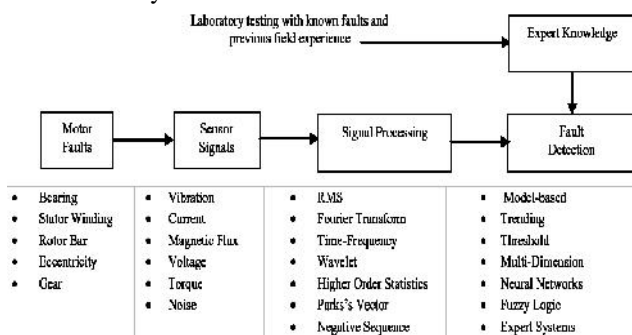 Laboratory testing with known faults and
previous field experience
Expert Knowledge
Motor
Faults
Sensor
Signals
Signal Processing
Fault
Detection
• Bearing
• Stator Winding
• Rotor Bar
• Eccentricity
• Gear
• Vibration
• Current
• Magnetic Flux
• Voltage
• Torque
• Noise
• RMS
• Fourier Transform
• Time-Frequency
• Wavelet
• Higher Order Statistics
• Parks's Vector
• Negative Sequence
• Model-based
• Trending
• Threshold
• Multi-Dimension
• Neural Networks
• Fuzzy Logic
• Expert Systems